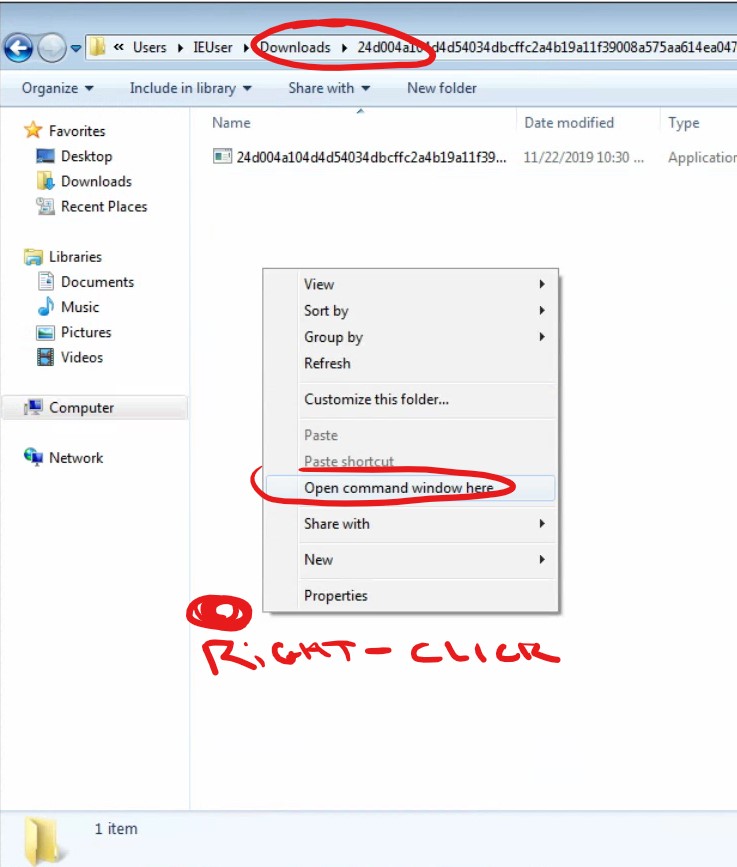 « Users ▸ IEUser ▸ Downloads ▸ 24d004a104d4d54034dbcffc2a4b19a11f39008a575aa614ea047
Organize ▾ Include in library ▾ Share with ▾ New folder
Name Date modified Type
Favorites
24d004a104d4d54034dbcffc2a4b19a11f39... 11/22/2019 10:30 ... Application
Desktop
Downloads
Recent Places
Libraries
Documents
Music
Pictures
Videos
Computer
Network
View
Sort by
Group by
Refresh
Customize this folder...
Paste
Paste shortcut
Open command window here
Share with
New
Properties
RIGHT-CLICK
1 item